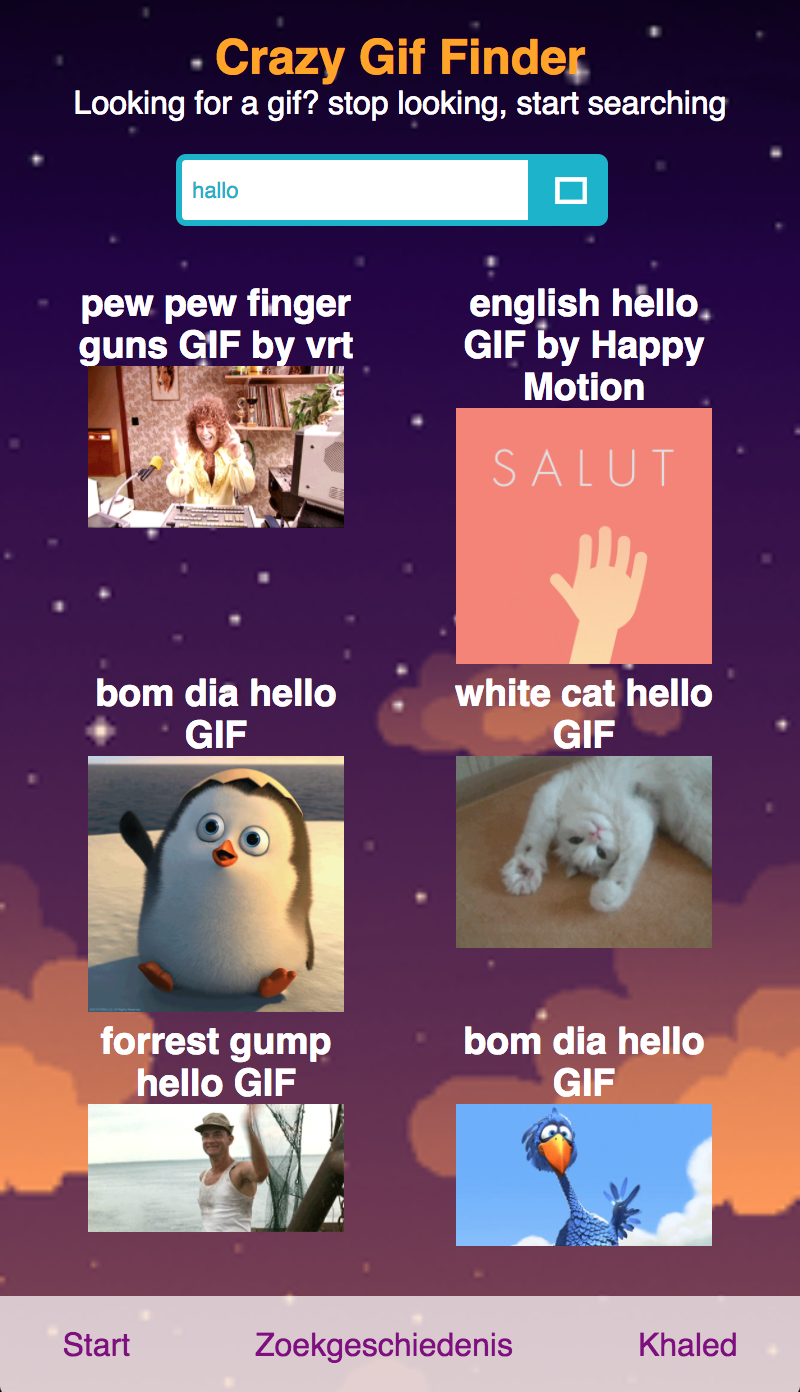 Crazy Gif Finder
Looking for a gif? stop looking, start searching
hallo
pew pew finger
guns GIF by vrt
english hello
GIF by Happy
Motion
SALUT
bom dia hello
GIF
white cat hello
GIF
forrest gump
hello GIF
bom dia hello
GIF
Start
Zoekgeschiedenis
Khaled